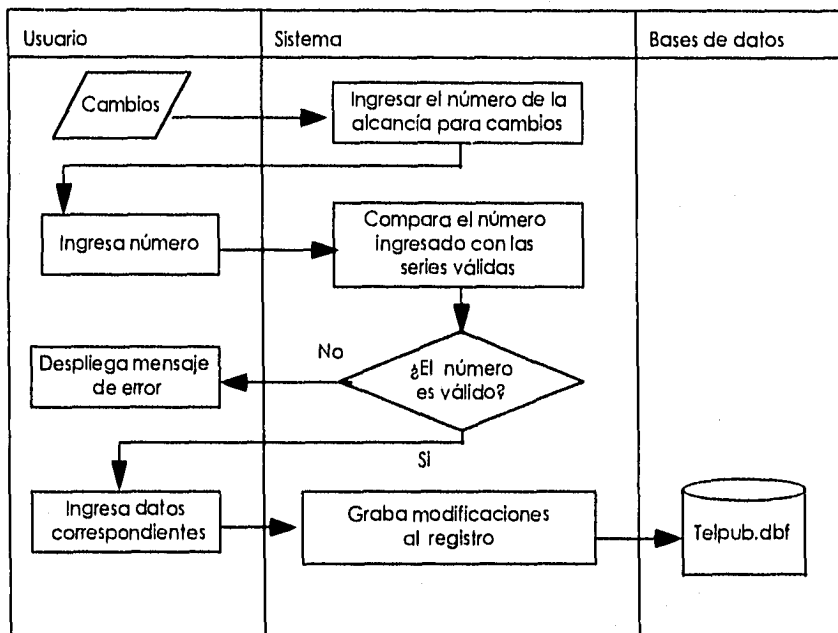 Usuario
Sistema
Bases de datos
Cambios
Ingresar el número de la
alcancía para cambios
Ingresa número
Compara el número
ingresado con las
series válidas
Despliega mensaje
de error
No
¿El número
es válido?
Si
Ingresa datos
correspondientes
Graba modificaciones
al registro
Telpub.dbf